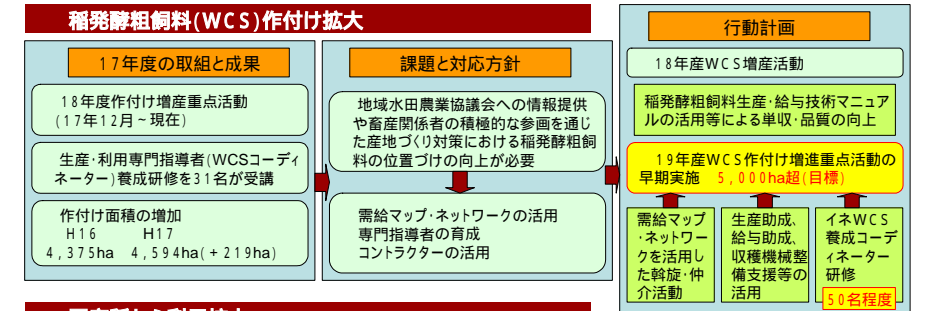 稲発酵粗飼料(WCS)作付け拡大
17年度の取組と成果
18年度作付け増産重点活動
(17年12月~現在)
生産・利用専門指導者(WCSコーディ
ネーター)養成研修を31名が受講
作付け面積の増加
H16 H17
4,375ha 4,594ha(+219ha)
課題と対応方針
地域水田農業協議会への情報提供
や畜産関係者の積極的な参画を通じ
た産地づくり対策における稲発酵粗飼
料の位置づけの向上が必要
需給マップ・ネットワークの活用
専門指導者の育成
コントラクターの活用
行動計画
18年産WCS増産活動
稲発酵粗飼料生産・給与技術マニュア
ルの活用等による単収・品質の向上
19年産WCS作付け増進重点活動の
早期実施 5,000ha超(目標)
需給マップ
・ネットワー
クを活用し
た斡旋・仲
介活動
生産助成、
給与助成、
収穫機械整
備支援等の
活用
イネWCS
養成コーデ
ィネーター
研修
50名程度